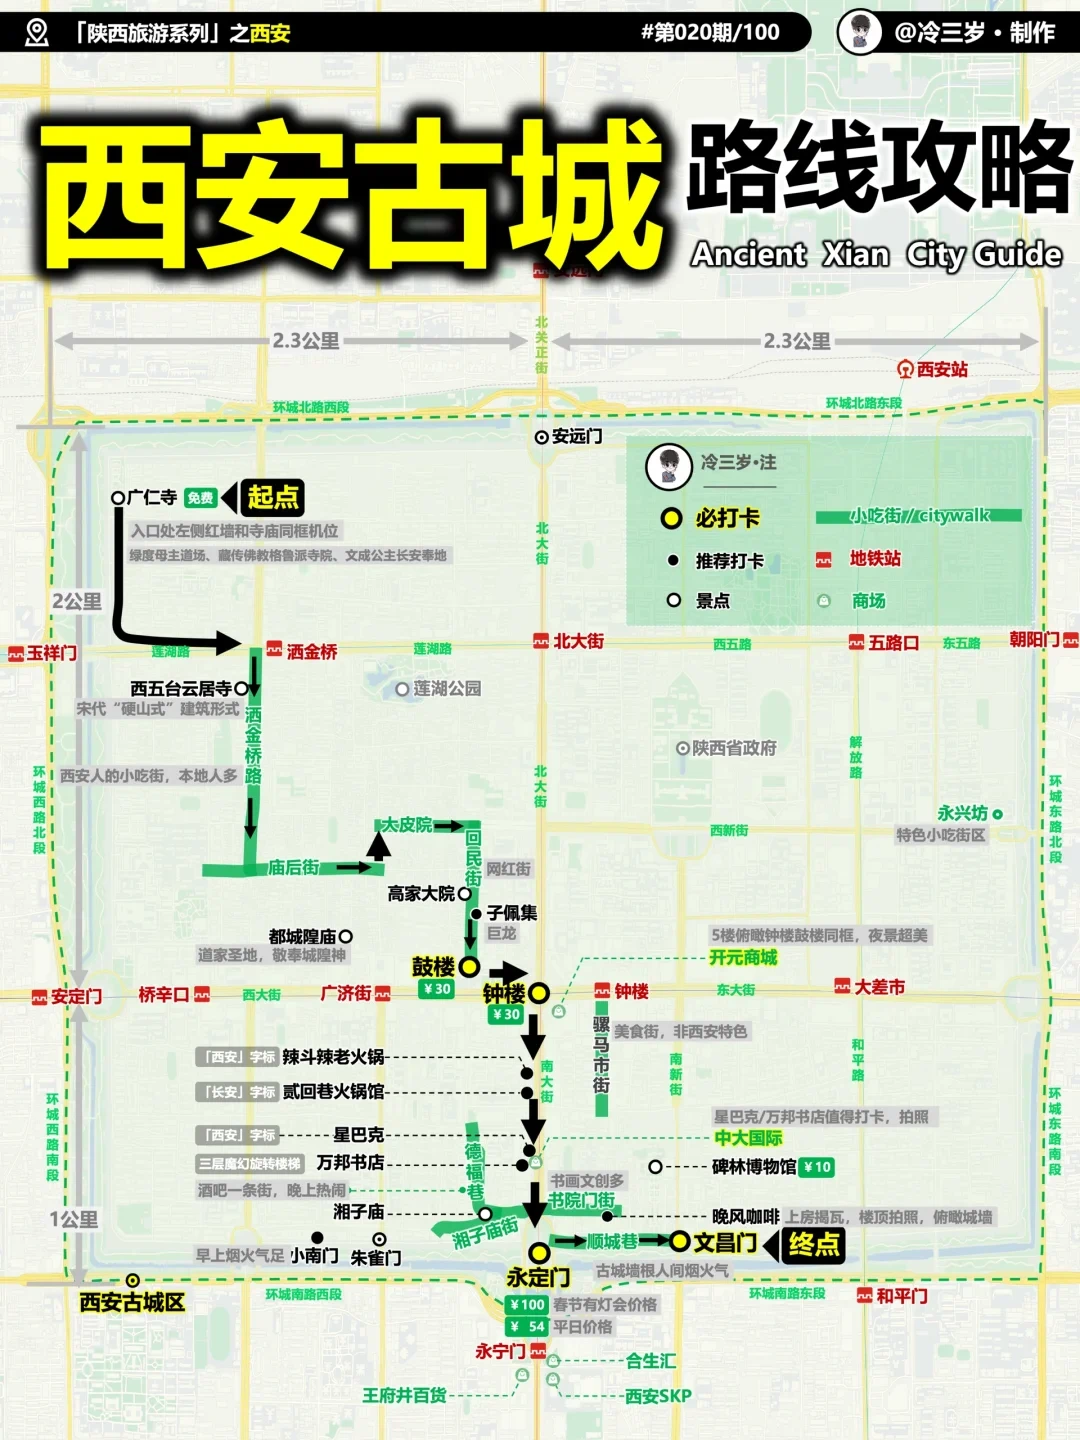 「陕西旅游系列」之西安
#第020期/100
@冷三岁·制作
西安古城
路线攻略
Ancient Xian City Guide
2.3公里
北关正街
2.3公里
西安站
环城北路西段
环城北路东段
安远门
冷三岁·注
必打卡
小吃街/citywalk
推荐打卡
地铁站
景点
商场
广仁寺
免费
起点
入口处左侧红墙和寺庙同框机位
绿度母主道场、藏传佛教格鲁派寺院、文成公主长安奉地
北大街
2公里
玉祥门
莲湖路
洒金桥
莲湖路
北大街
西五路
五路口
东五路
朝阳门
西五台云居寺
宋代“硬山式”建筑形式
莲湖公园
洒金桥路
陕西省政府
解放路
西安人的小吃街，本地人多
环城西路北段
北大街
环城东路北段
永兴坊
特色小吃街区
大皮院
西新街
回民街
庙后街
网红街
高家大院
子佩集
巨龙
都城隍庙
道家圣地，敬奉城隍神
5楼俯瞰钟楼鼓楼同框，夜景超美
开元商城
鼓楼
¥30
钟楼
¥30
安定门
桥辛口
西大街
广济街
钟楼
东大街
大差市
骡马市街
美食街，非西安特色
「西安」字标
辣斗辣老火锅
「长安」字标
贰回巷火锅馆
南大街
南新街
和平路
环城西路南段
环城东路南段
星巴克/万邦书店值得打卡，拍照
中大国际
「西安」字标
星巴克
三层魔幻旋转楼梯
万邦书店
德福巷
碑林博物馆
¥10
酒吧一条街，晚上热闹
书画文创多
书院门街
湘子庙
湘子庙街
晚风咖啡
上房揭瓦，楼顶拍照，俯瞰城墙
1公里
早上烟火气足
小南门
朱雀门
顺城巷
文昌门
终点
永定门
古城墙根人间烟火气
西安古城区
环城南路西段
¥100
春节有灯会价格
¥ 54
平日价格
环城南路东段
和平门
永宁门
合生汇
王府井百货
西安SKP